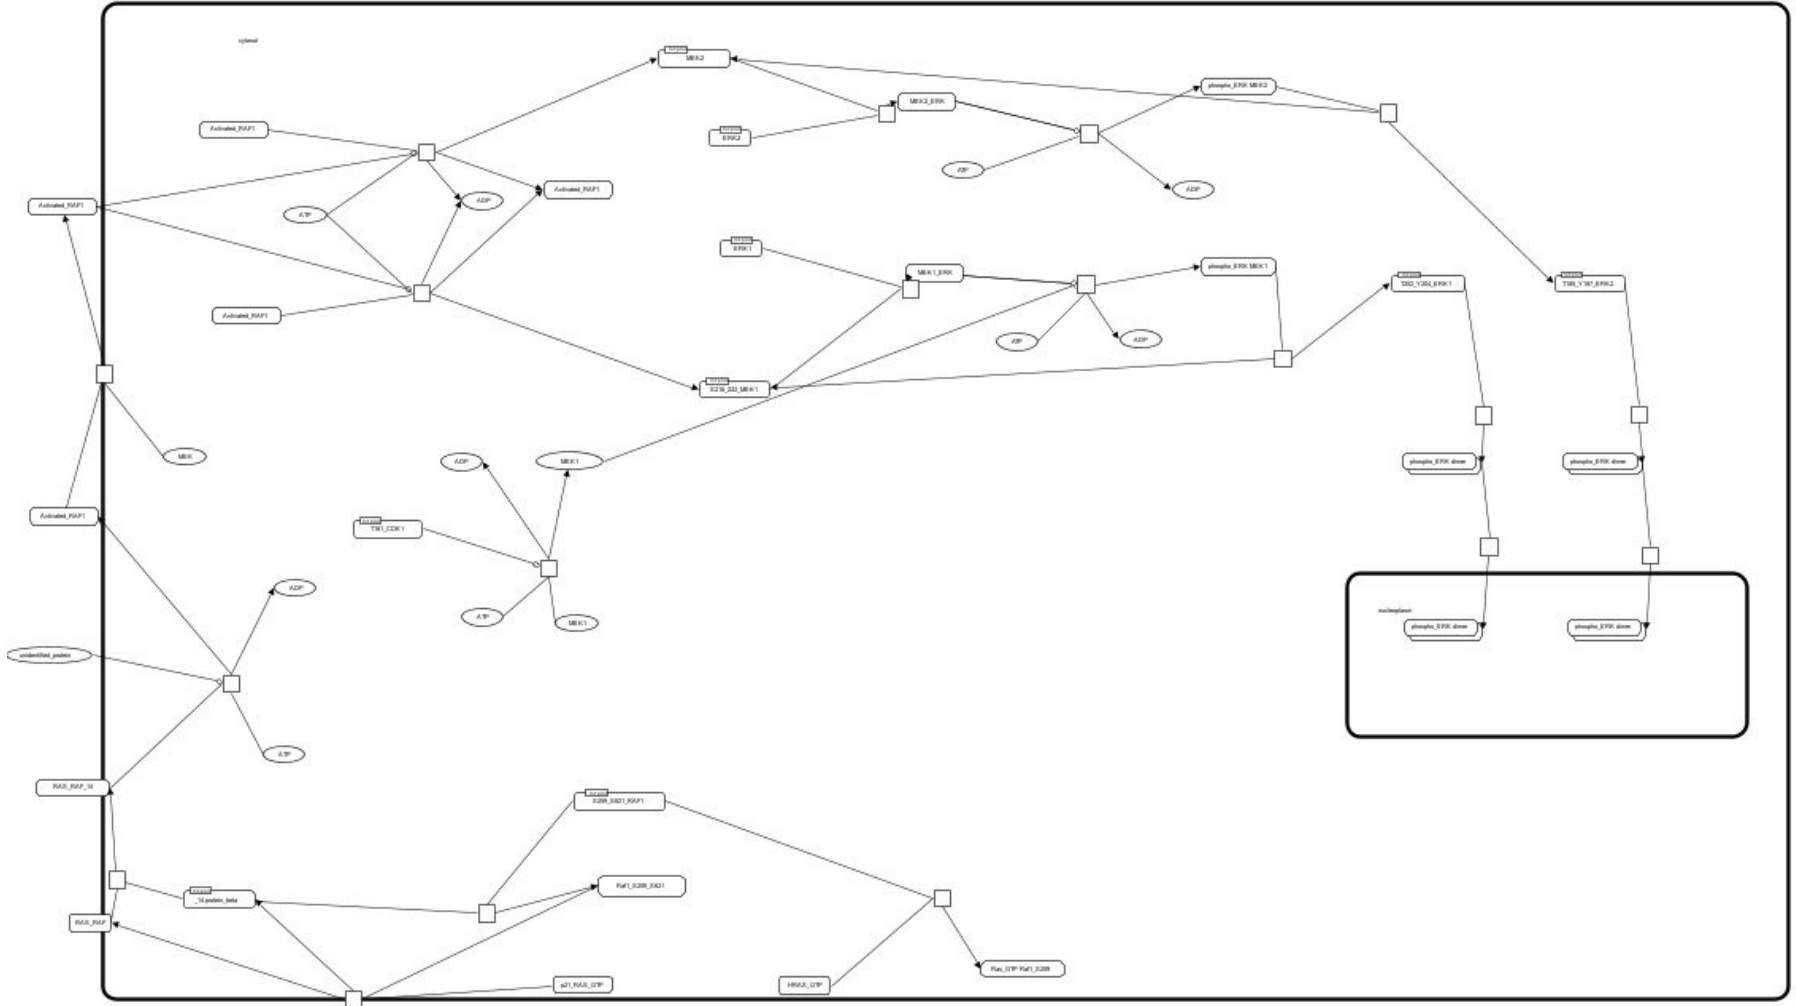 cytosol
MEK2
phospho_ERK MEK2
MEK2_ERK
Activated_RAF1
ERK2
ATP
Activated_RAF1
ADP
ADP
Activated_RAF1
ATP
ERK1
phospho_ERK MEK1
MEK1_ERK
T202_Y204_ERK1
T185_Y187_ERK2
Activated_RAF1
ATP
ADP
S218_222_MEK1
MEK
ADP
MEK1
phospho_ERK dimer
phospho_ERK dimer
Activated_RAF1
T161_CDK1
ADP
nucleoplasm
ATP
MEK1
phospho_ERK dimer
phospho_ERK dimer
unidentified_protein
ATP
RAS_RAF_14
S259_S621_RAF1
Raf1_S259_S621
_14 protein_beta
RAS_RAF
Ras_GTP Raf1_S259
p21_RAS_GTP
HRAS_GTP